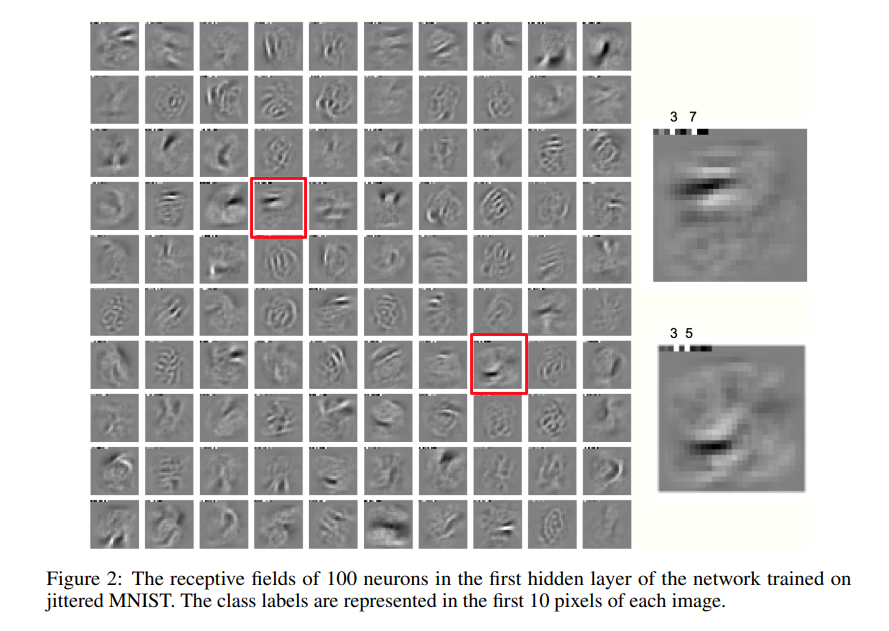 3 7
3 5
Figure 2: The receptive fields of 100 neurons in the first hidden layer of the network trained on
jittered MNIST. The class labels are represented in the first 10 pixels of each image.